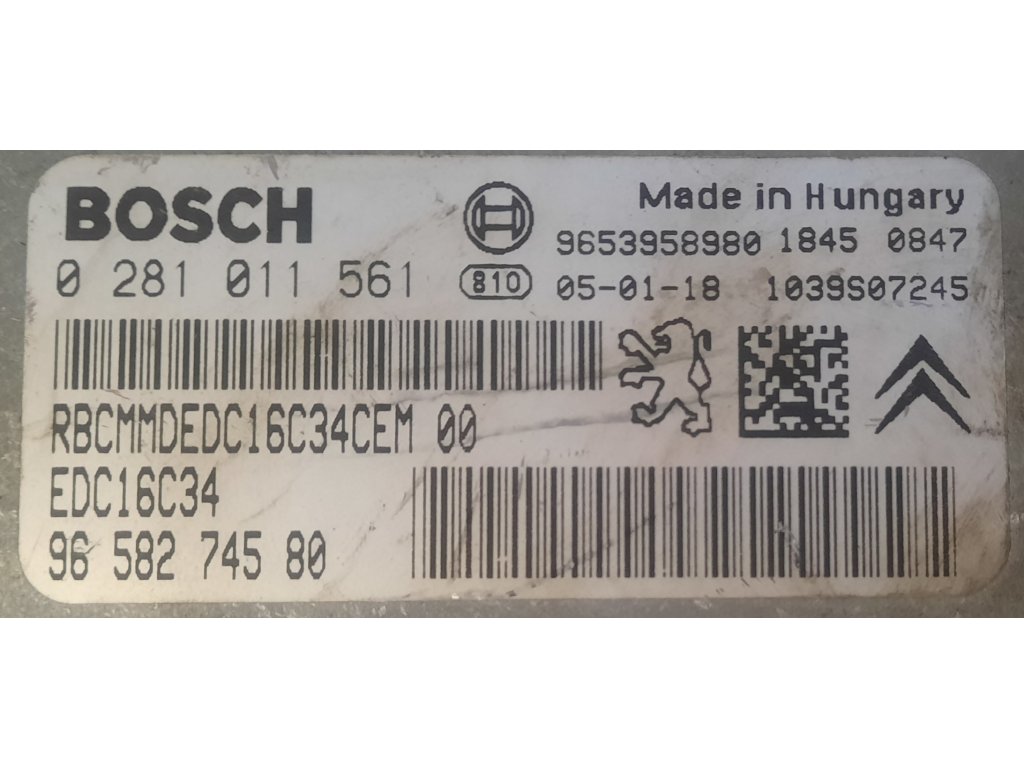 BOSCH
Made in Hungary
9653958980 1845 0847
0 281 011 561
810
05-01-18 1039S07245
RBCMMDEDC16C34CEM 00
EDC16C34
96 582 745 80